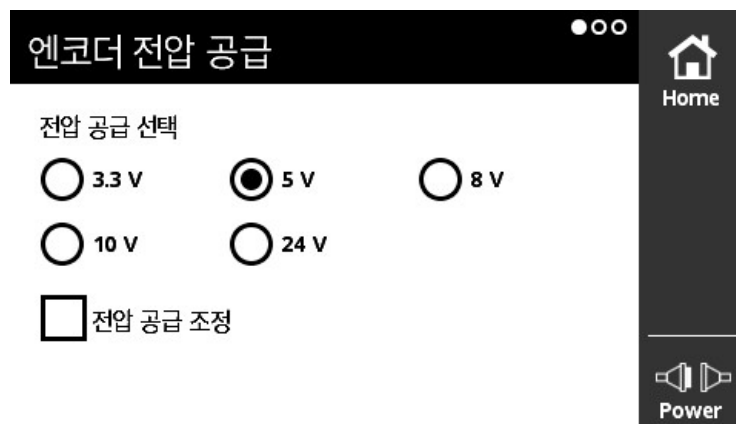 엔코더 전압 공급
Home
전압 공급 선택
3.3 V 5 V 8 V
10 V 24 V
전압 공급 조정
Power